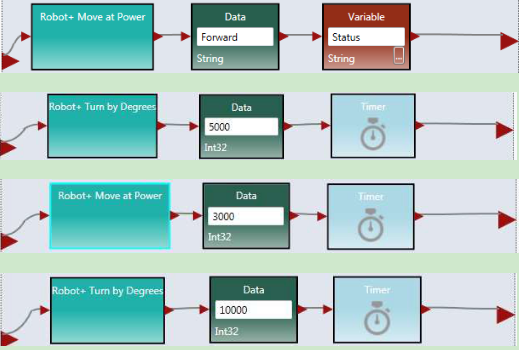 Robot+ Move at Power Data Variable
Forward Status
String String
Robot+ Turn by Degrees Data Timer
5000
Int32
Robot+ Move at Power Data Timer
3000
Int32
Robot+ Turn by Degrees Data Timer
10000
Int32